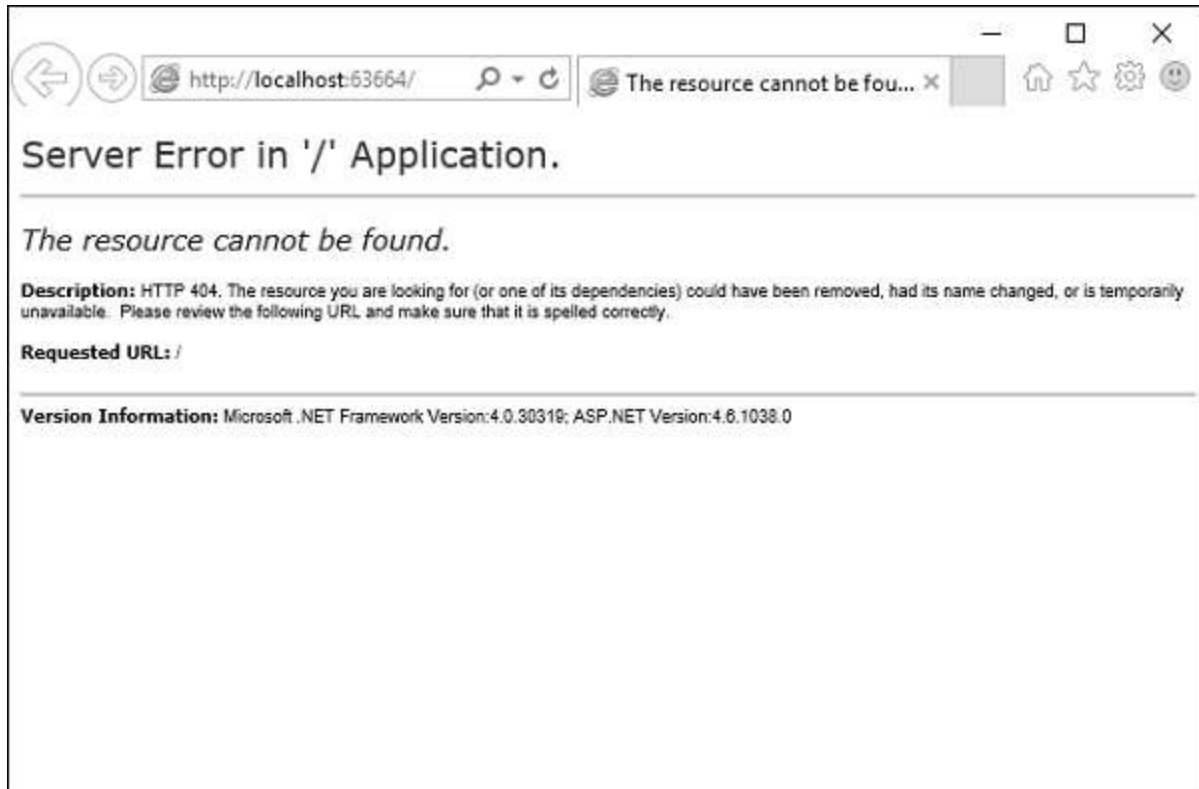 http://localhost:63664/
The resource cannot be fou...
Server Error in '/' Application.
The resource cannot be found.
Description: HTTP 404. The resource you are looking for (or one of its dependencies) could have been removed, had its name changed, or is temporarily
unavailable.  Please review the following URL and make sure that it is spelled correctly.
Requested URL: /
Version Information: Microsoft .NET Framework Version:4.0.30319; ASP.NET Version:4.6.1038.0